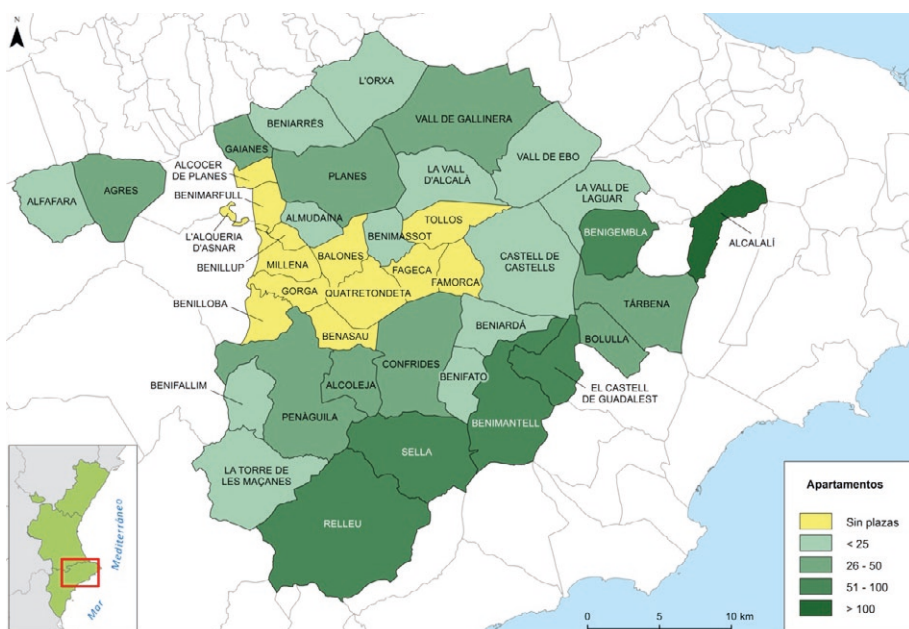 N
L'ORXA
BENIARRÉS
VALL DE GALLINERA
GAIANES
ALCOCER
DE PLANES
PLANES
VALL DE EBO
LA VALL
D'ALCALÀ
AGRES
ALFAFARA
BENIMARFULL
LA VALL DE
LAGUAR
ALMUDAINA
TOLLOS
BENIMASSOT
BENIGEMBLA
ALCALALÍ
L'ALQUERIA
D'ASNAR
BENILLUP
BALONES
MILLENA
FAGECA
CASTELL DE
CASTELLS
FAMORCA
GORGA
QUATRETONDETA
TÀRBENA
BENILLOBA
BENIARDÁ
BENASAU
BOLULLA
CONFRIDES
BENIFATO
EL CASTELL
DE GUADALEST
BENIFALLIM
ALCOLEJA
PENÀGUILA
BENIMANTELL
SELLA
LA TORRE DE
LES MAÇANES
RELLEU
Mar Mediterráneo
Apartamentos
Sin plazas
< 25
26 - 50
51 - 100
> 100
0 5 10 km